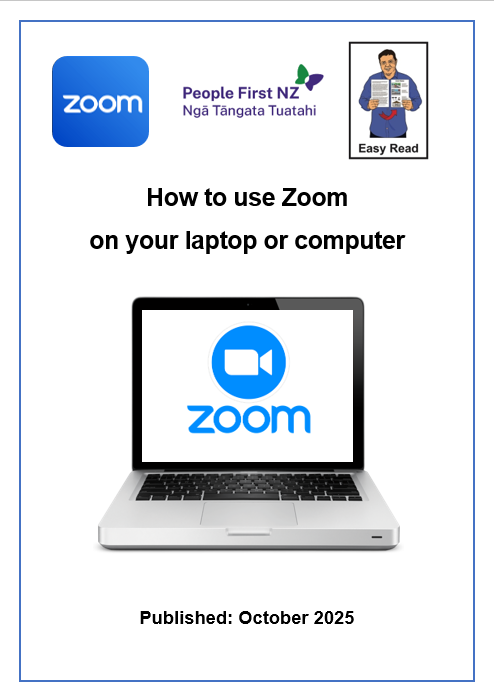 zoom
People First NZ
Ngā Tāngata Tuatahi
Easy Read
How to use Zoom
on your laptop or computer
zoom
Published: October 2025